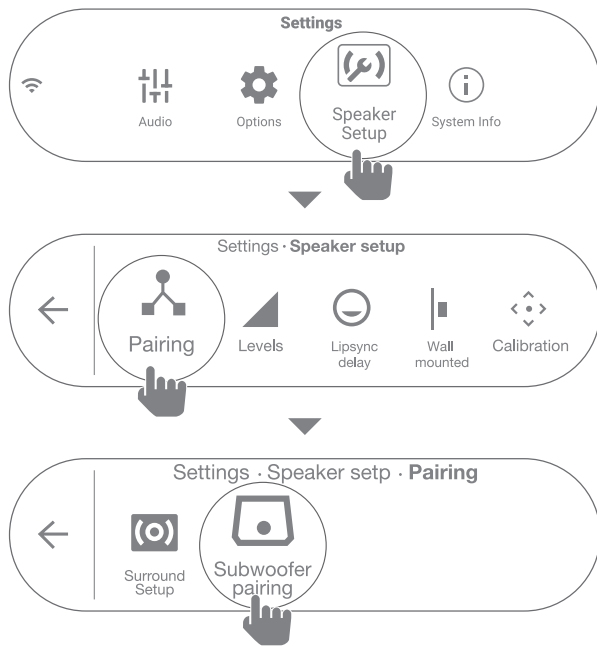 Settings
Audio
Options
Speaker
Setup
System Info
Settings · Speaker setup
Pairing
Levels
Lipsync
delay
Wall
mounted
Calibration
Settings · Speaker setp · Pairing
Surround
Setup
Subwoofer
pairing